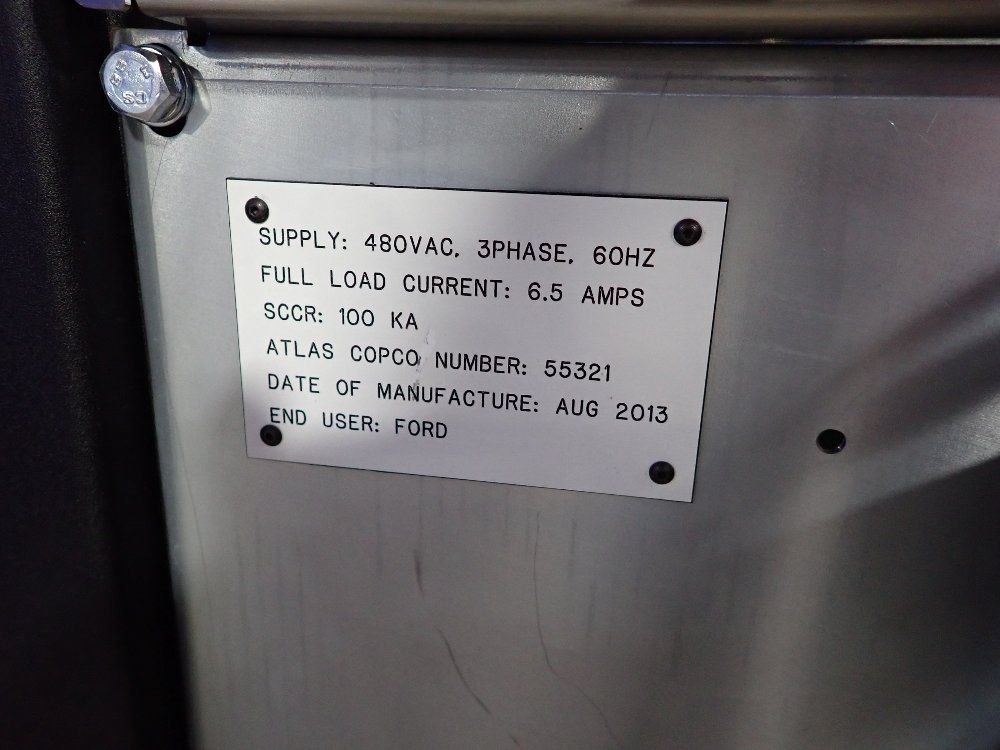 SUPPLY: 480VAC, 3PHASE, 60HZ
FULL LOAD CURRENT: 6.5 AMPS
SCCR: 100 KA
ATLAS COPCO NUMBER: 55321
DATE OF MANUFACTURE: AUG 2013
END USER: FORD